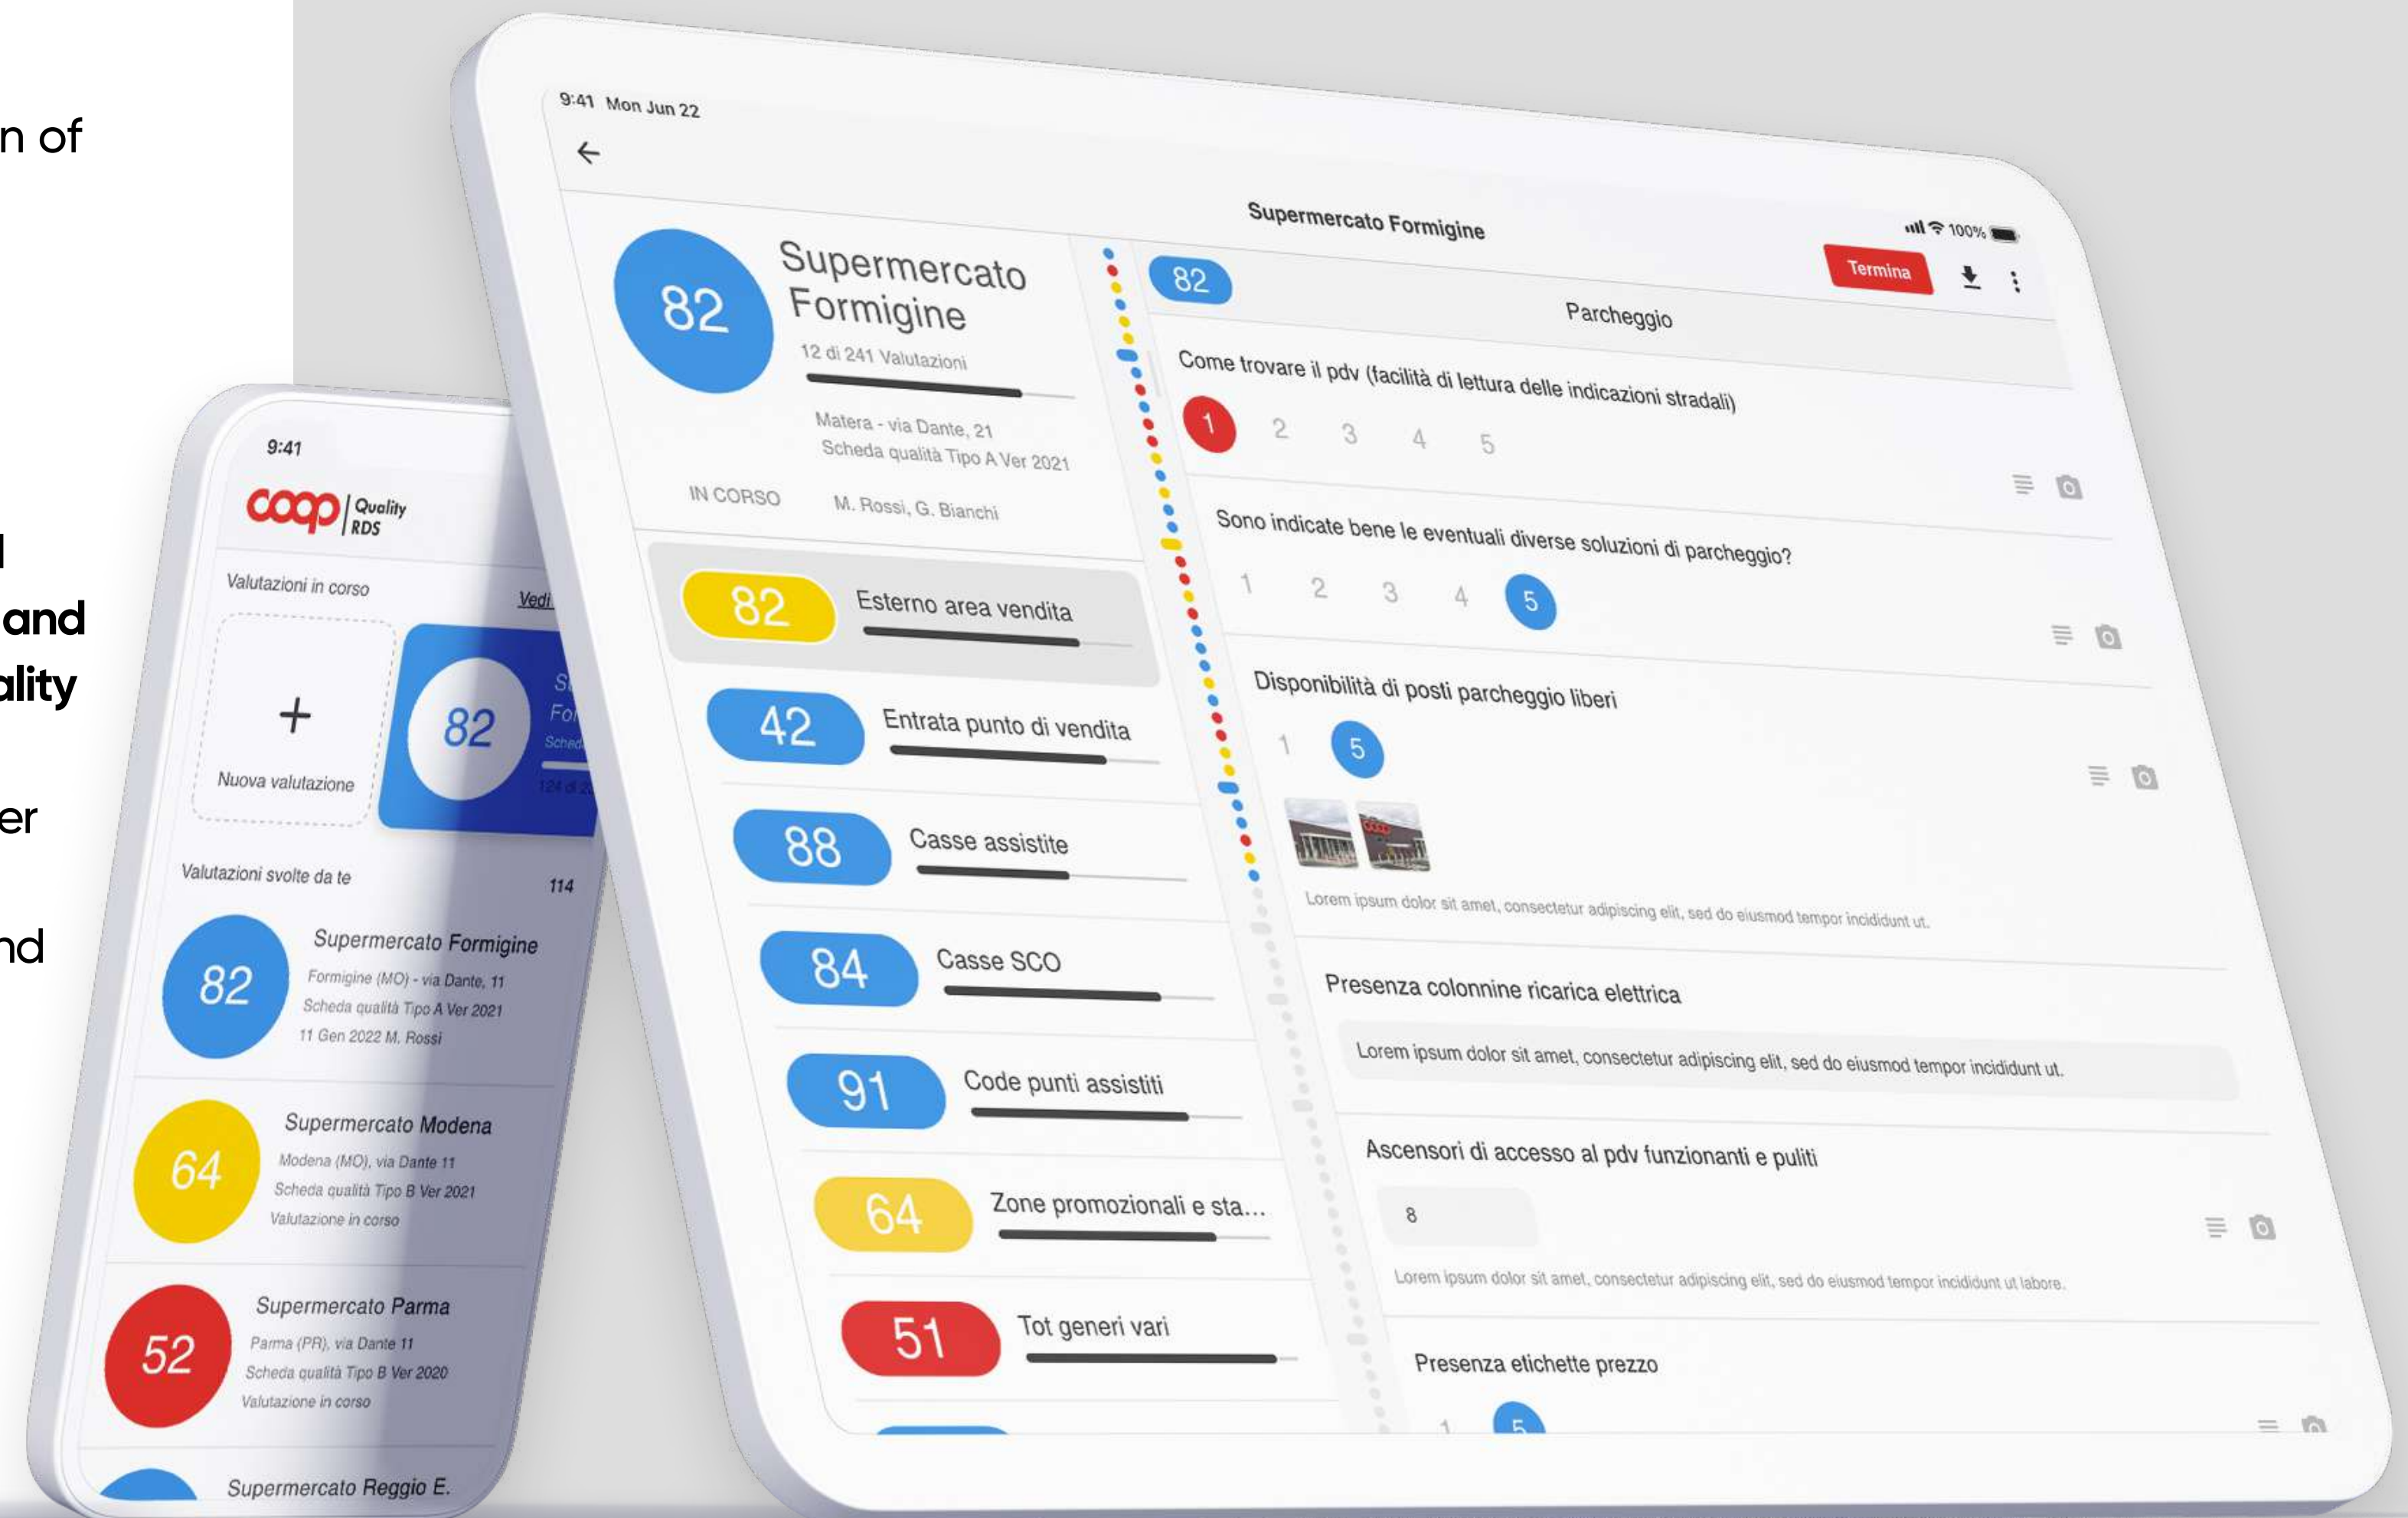 n of
and
ality
er
nd
9:41
coop Quality
RDS
Valutazioni in corso
Vedi
+
Nuova valutazione
82
Sched
Valutazioni svolte da te
114
82
Supermercato Formigine
Formigine (MO) - via Dante, 11
Scheda qualità Tipo A Ver 2021
11 Gen 2022 M. Rossi
64
Supermercato Modena
Modena (MO), via Dante 11
Scheda qualità Tipo B Ver 2021
Valutazione in corso
52
Supermercato Parma
Parma (PR), via Dante 11
Scheda qualità Tipo B Ver 2020
Valutazione in corso
Supermercato Reggio E.
9:41 Mon Jun 22
Supermercato Formigine
100%
Termina
82
Supermercato
Formigine
12 di 241 Valutazioni
Matera - via Dante, 21
Scheda qualità Tipo A Ver 2021
IN CORSO
M. Rossi, G. Bianchi
82
Esterno area vendita
42
Entrata punto di vendita
88
Casse assistite
84
Casse SCO
91
Code punti assistiti
64
Zone promozionali e sta...
51
Tot generi vari
82
Parcheggio
Come trovare il pdv (facilità di lettura delle indicazioni stradali)
1 2 3 4 5
Sono indicate bene le eventuali diverse soluzioni di parcheggio?
1 2 3 4 5
Disponibilità di posti parcheggio liberi
1 5
coop
Lorem ipsum dolor sit amet, consectetur adipiscing elit, sed do eiusmod tempor incididunt ut.
Presenza colonnine ricarica elettrica
Lorem ipsum dolor sit amet, consectetur adipiscing elit, sed do eiusmod tempor incididunt ut.
Ascensori di accesso al pdv funzionanti e puliti
8
Lorem ipsum dolor sit amet, consectetur adipiscing elit, sed do eiusmod tempor incididunt ut labore.
Presenza etichette prezzo
1 5